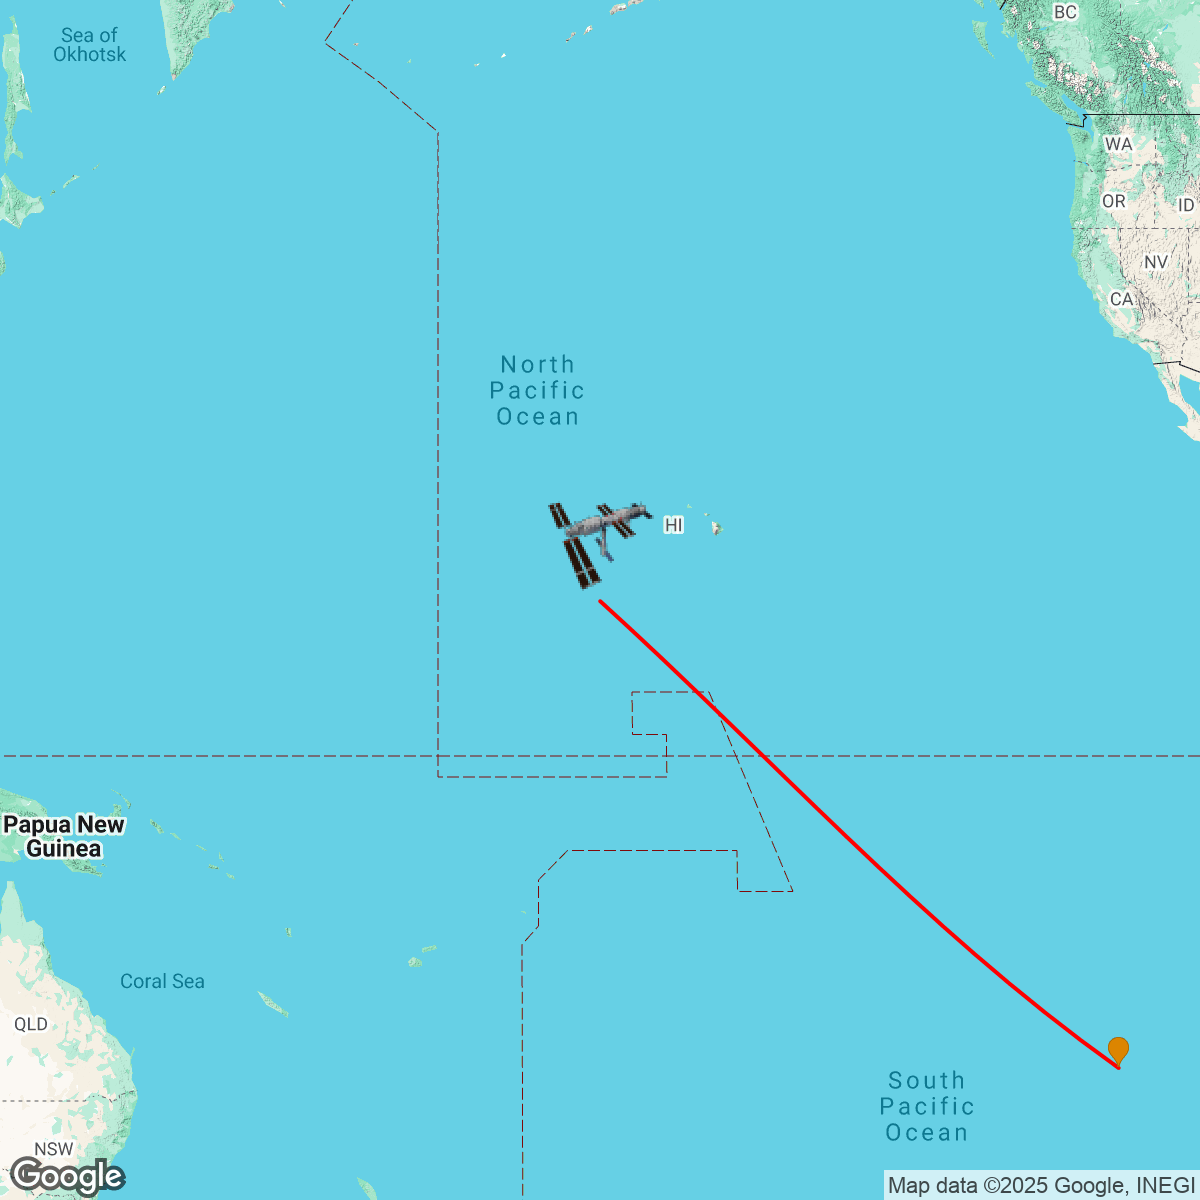 BC
Sea of
Okhotsk
WA
OR
ID
NV
CA
North
Pacific
Ocean
HI
Papua New
Guinea
Coral Sea
QLD
South
Pacific
Ocean
NSW
Google
Map data ©2025 Google, INEGI